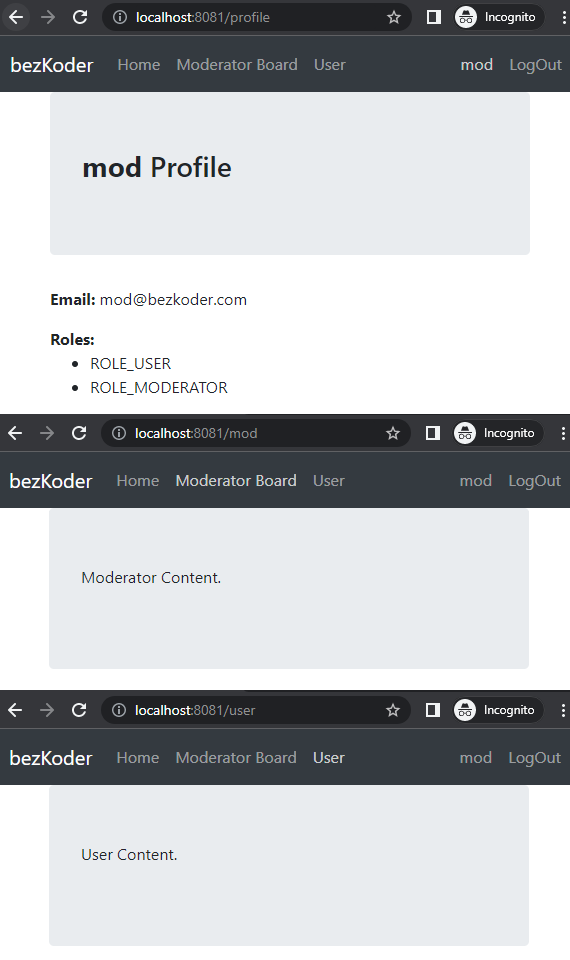 localhost:8081/profile Incognito
bezKoder Home Moderator Board User mod LogOut
mod Profile
Email: mod@bezkoder.com
Roles:
ROLE_USER
ROLE_MODERATOR
localhost:8081/mod Incognito
bezKoder Home Moderator Board User mod LogOut
Moderator Content.
localhost:8081/user Incognito
bezKoder Home Moderator Board User mod LogOut
User Content.